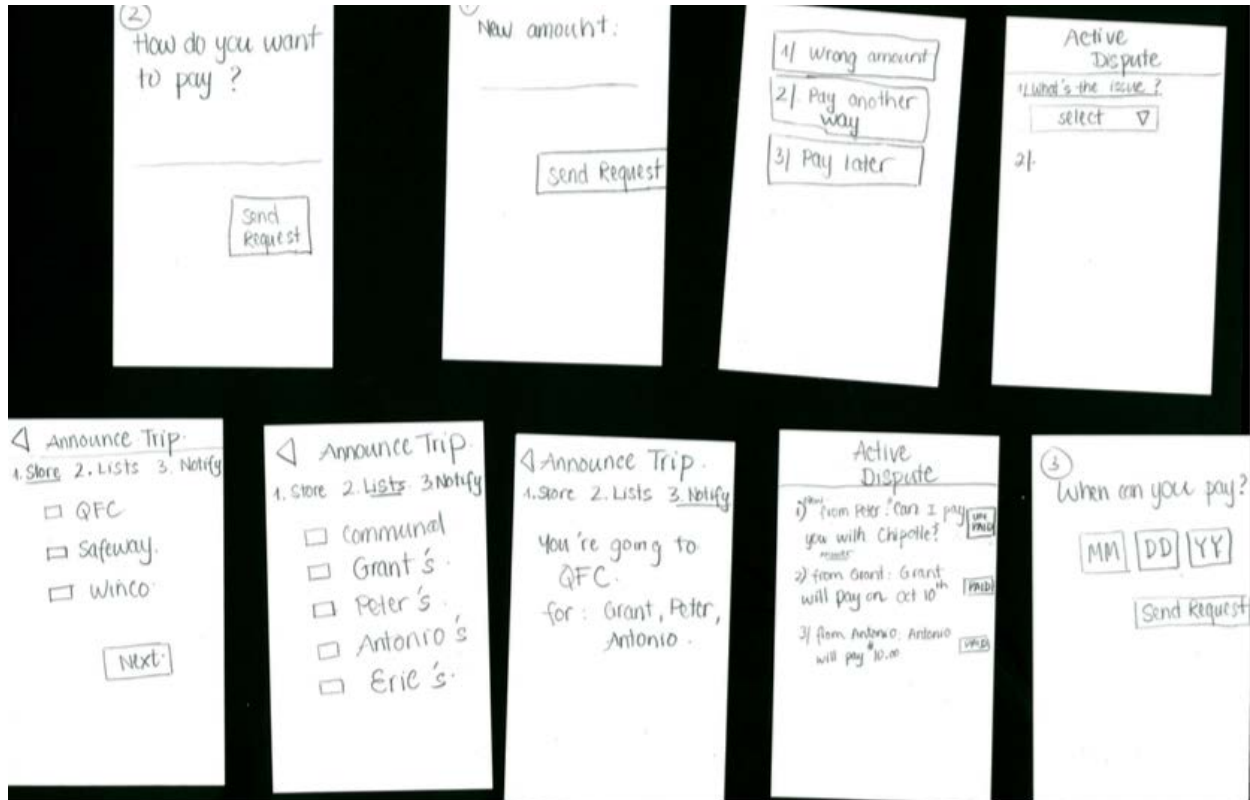 2
How do you want
to pay ?
Send
Request
New amount:
Send Request
1/ Wrong amount
2/ Pay another
way
3/ Pay later
Active
Dispute
1/ What's the issue ?
select
2/.
Announce Trip.
1. Store 2. Lists 3. Notify
QFC
Safeway.
Winco
Next.
Announce Trip.
1. Store 2. Lists 3. Notify
Communal
Grant's
Peter's
Antonio's
Eric's
Announce Trip.
1. Store 2. Lists 3. Notify
You're going to
QFC.
for : Grant, Peter,
Antonio.
Active
Dispute
1) from Peter: "Can I pay
you with Chipotle?
UN
PAID
2) from Grant: Grant
will pay on Oct 10th
PAID
3/ from Antonio: Antonio
will pay $10.00
3
When can you pay?
MM DD YY
Send Request